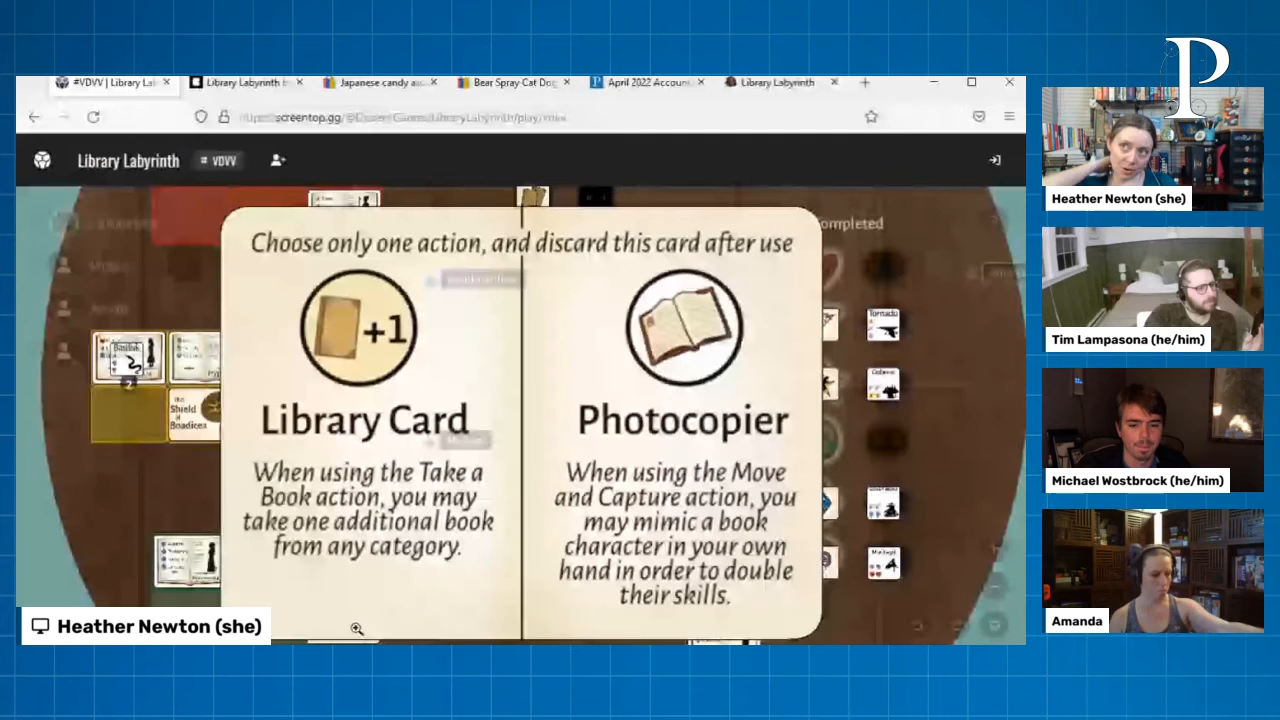 P
#VDVV | Library Lab
Library Labyrinth
Japanese candy au
Bear Spray Cat Dog
April 2022 Account
Library Labyrinth
Library Labyrinth
# VDVV
Choose only one action, and discard this card after use
+1
Library Card
Photocopier
When using the Take a
Book action, you may
take one additional book
from any category.
When using the Move
and Capture action, you
may mimic a book
character in your own
hand in order to double
their skills.
ompleted
Tornado
Basilisk
2
Shield
of
Boadicea
Heather Newton (she)
Heather Newton (she)
Tim Lampasona (he/him)
Michael Wostbrock (he/him)
Amanda